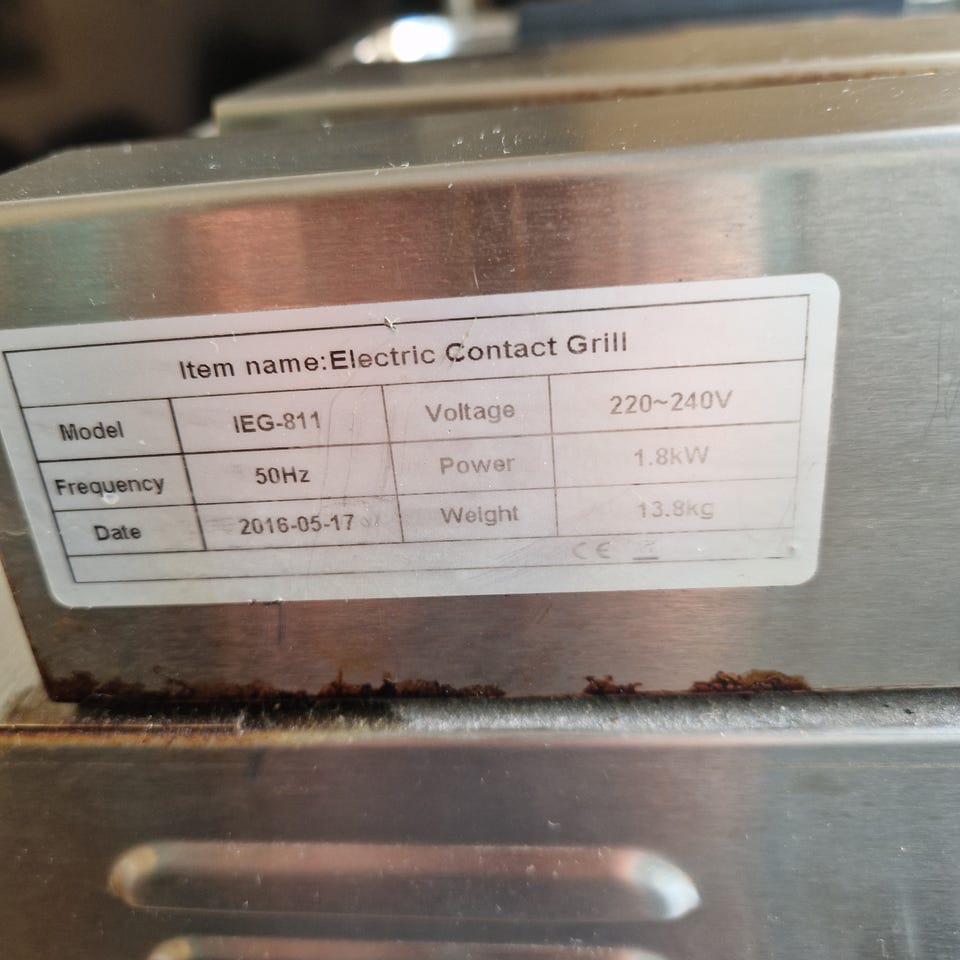 Item name:Electric Contact Grill
Model IEG-811 Voltage 220~240V
Frequency 50Hz Power 1.8kW
Date 2016-05-17 Weight 13.8kg
CE